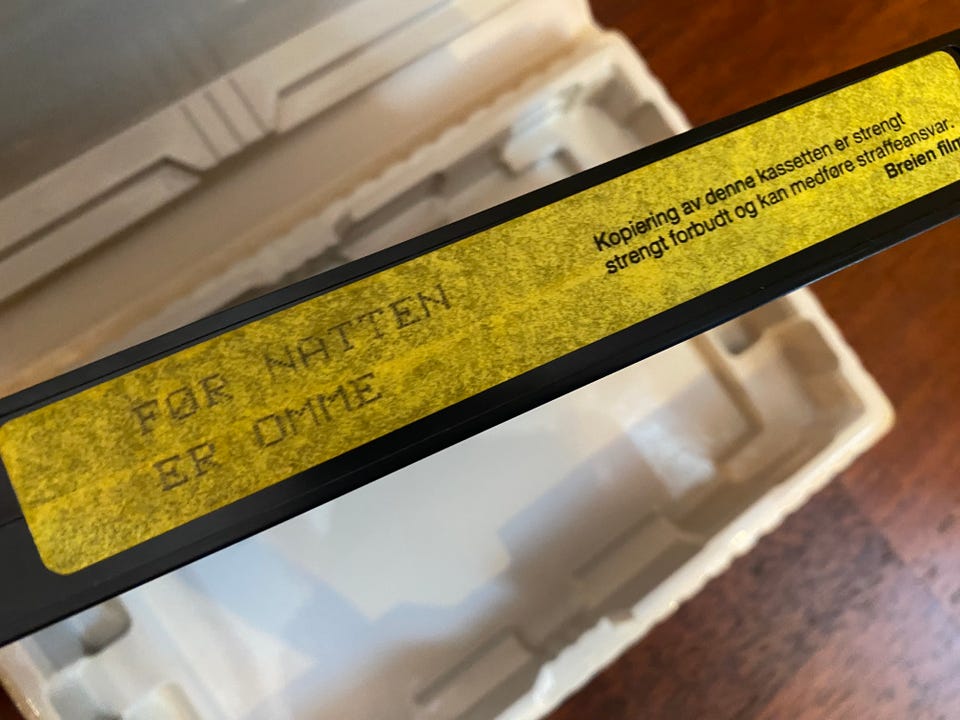 FØR NATTEN
ER OMME
Kopiering av denne kassetten er strengt
strengt forbudt og kan medføre straffeansvar.
Breien film